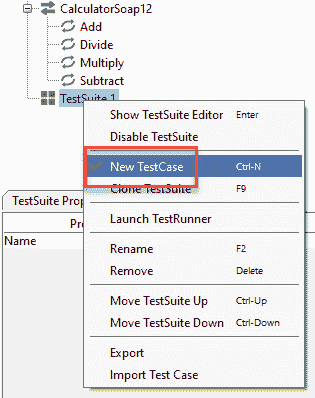 CalculatorSoap12
Add
Divide
Multiply
Subtract
TestSuite 1
Show TestSuite Editor Enter
Disable TestSuite
New TestCase Ctrl-N
Clone TestSuite F9
Launch TestRunner
Rename F2
Remove Delete
Move TestSuite Up Ctrl-Up
Move TestSuite Down Ctrl-Down
Export
Import Test Case
TestSuite Prop
Pro
Name